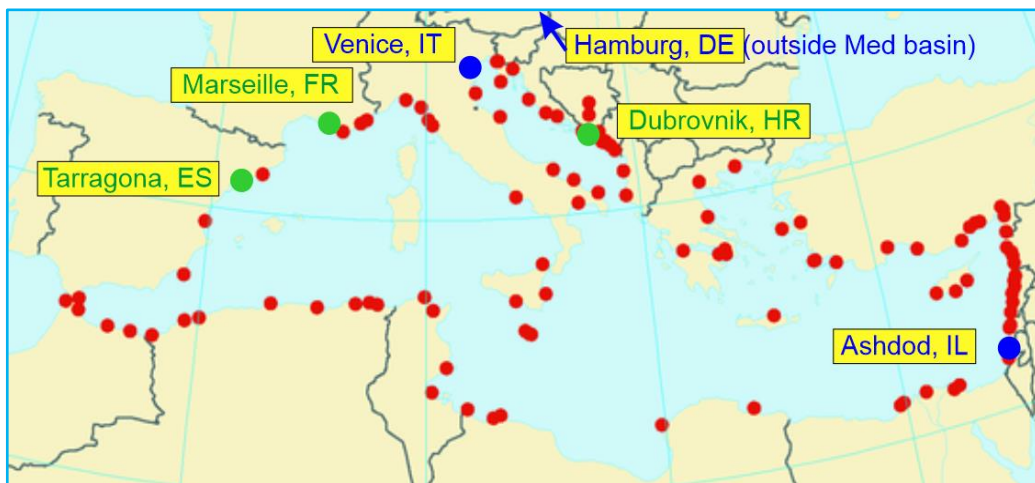 Venice, IT
Hamburg, DE (outside Med basin)
Marseille, FR
Dubrovnik, HR
Tarragona, ES
Ashdod, IL